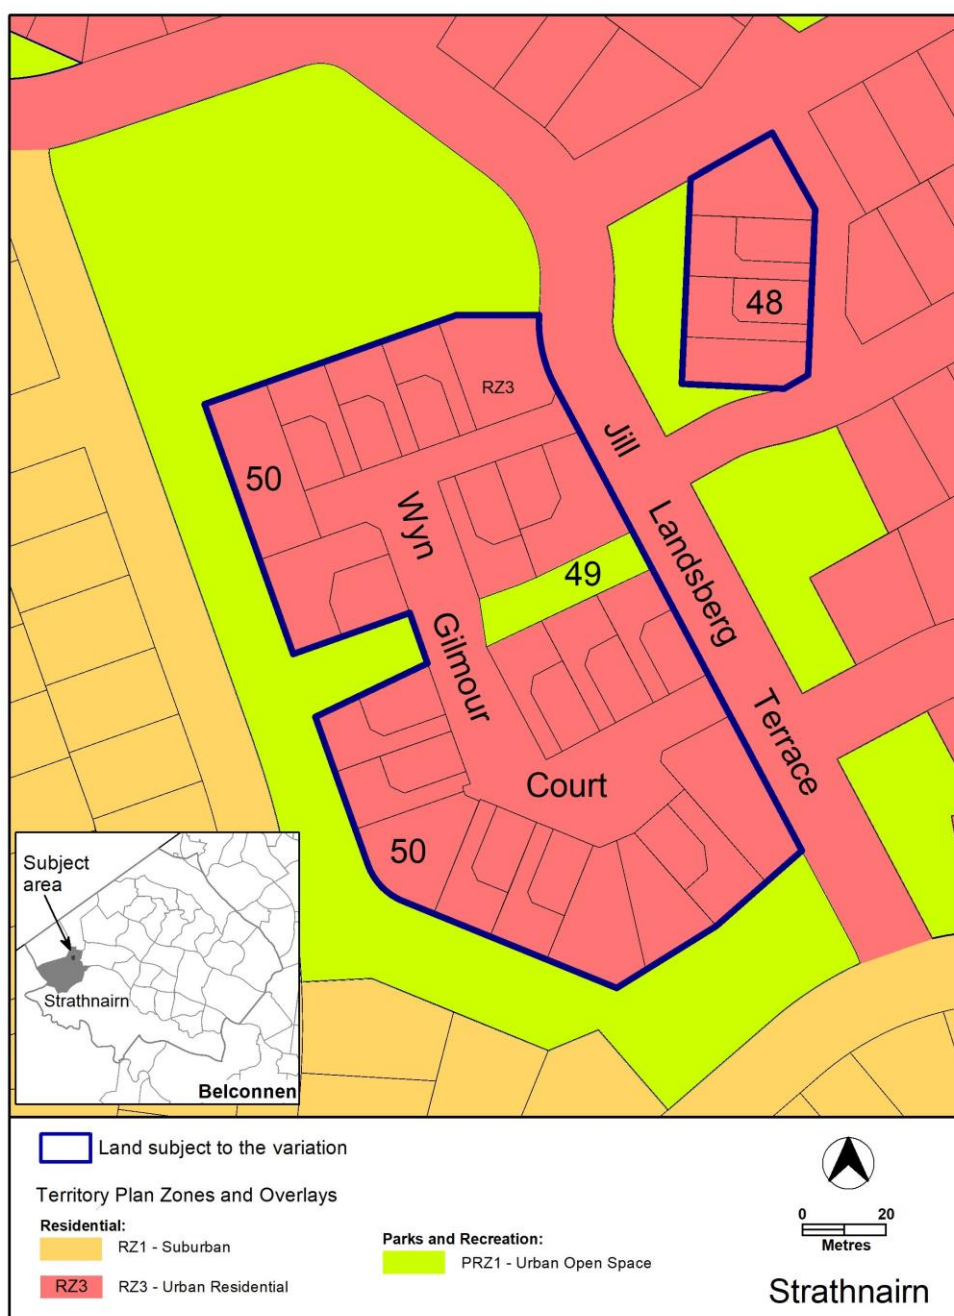 48
RZ3
50
Jill
Landsberg
Terrace
Wyn
Gilmour
Court
49
50
Subject
area
Strathnairn
Belconnen
Land subject to the variation
Territory Plan Zones and Overlays
Residential:
RZ1 - Suburban
RZ3
RZ3 - Urban Residential
Parks and Recreation:
PRZ1 - Urban Open Space
0 20
Metres
Strathnairn